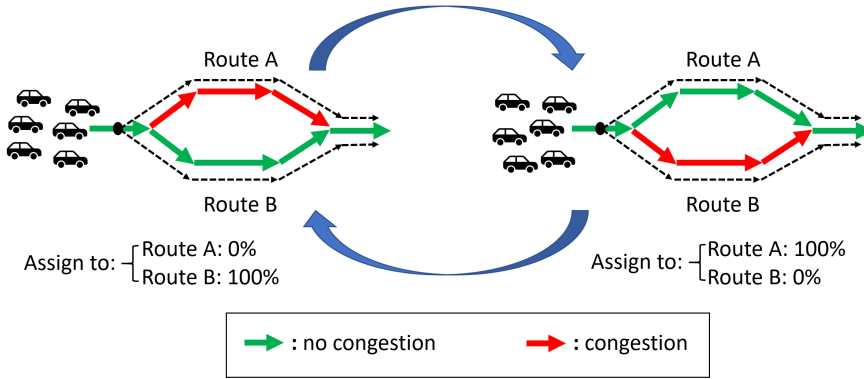 Route A
Route B
Assign to:
Route A: 0%
Route B: 100%
Route A
Route B
Assign to:
Route A: 100%
Route B: 0%
: no congestion
: congestion